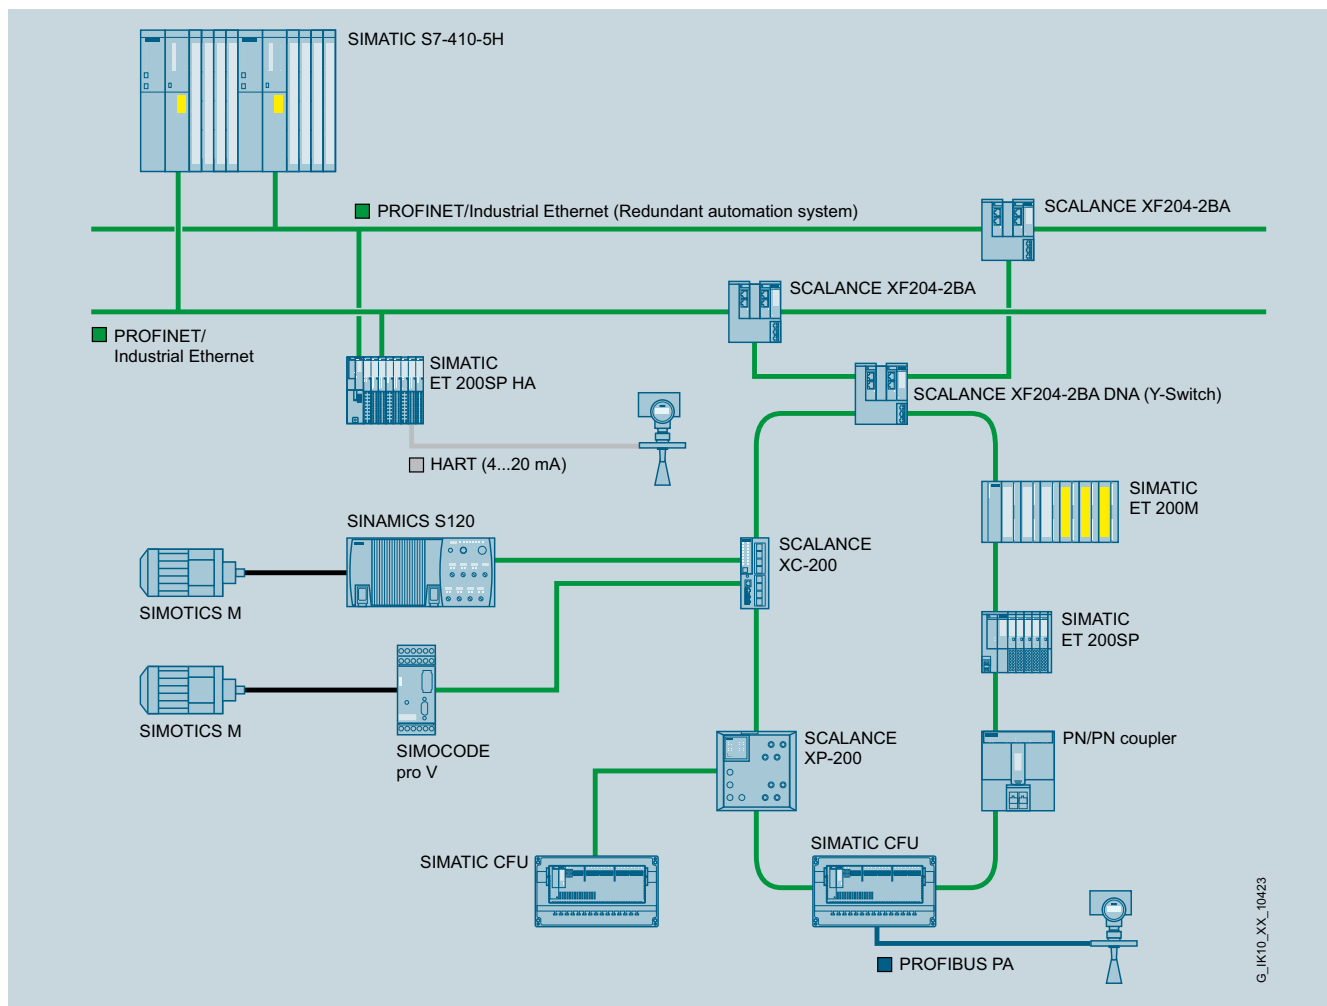 SIMATIC S7-410-5H
PROFINET/Industrial Ethernet (Redundant automation system)
SCALANCE XF204-2BA
SCALANCE XF204-2BA
PROFINET/
Industrial Ethernet
SIMATIC
ET 200SP HA
SCALANCE XF204-2BA DNA (Y-Switch)
HART (4...20 mA)
SIMATIC
ET 200M
SINAMICS S120
SCALANCE
XC-200
SIMOTICS M
SIMATIC
ET 200SP
SIMOTICS M
SIMOCODE
pro V
SCALANCE
XP-200
PN/PN coupler
SIMATIC CFU
SIMATIC CFU
PROFIBUS PA
G_IK10_XX_10423